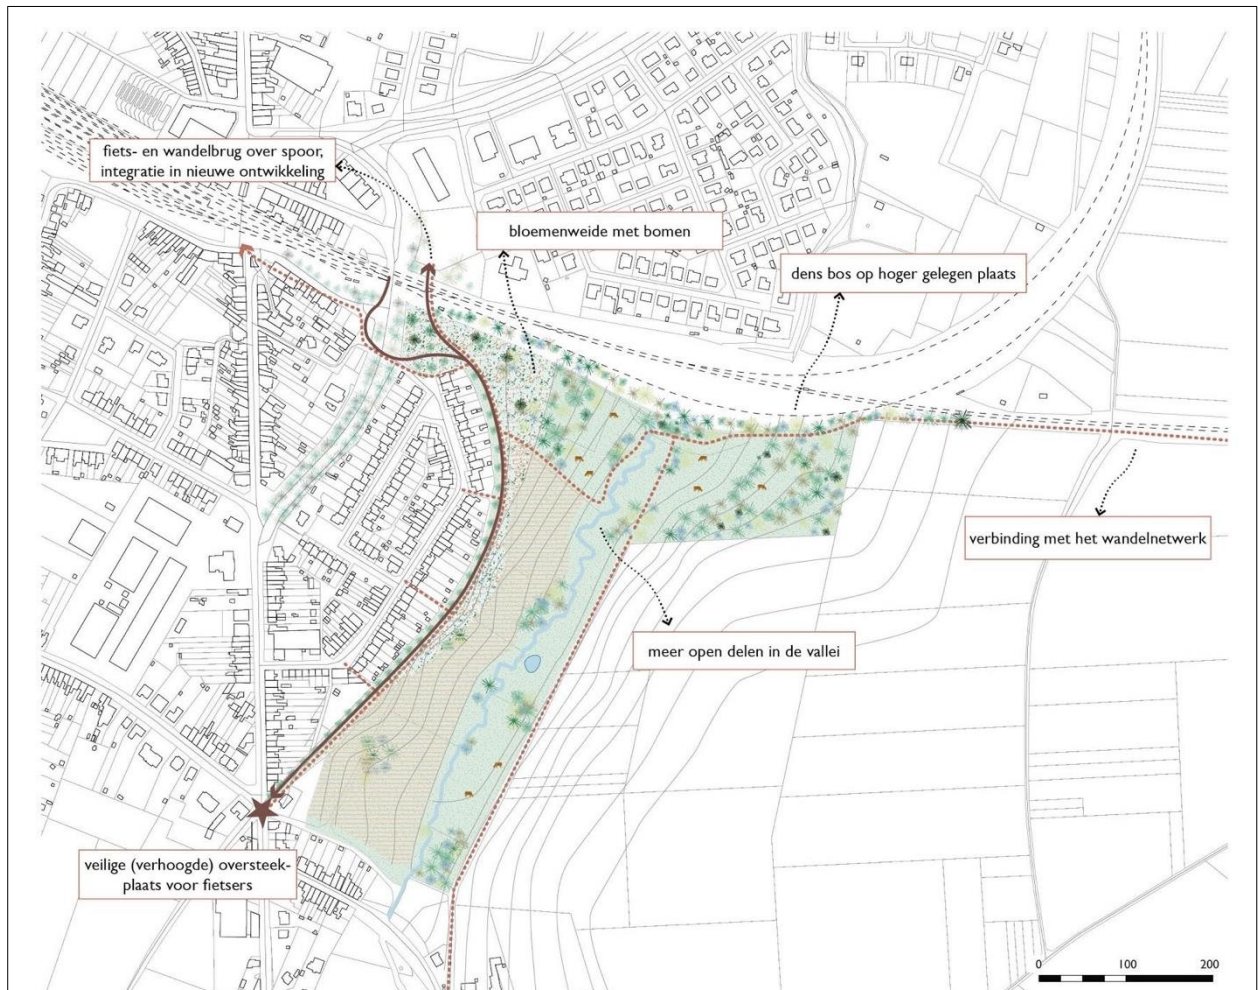 fiets- en wandelbrug over spoor,
integratie in nieuwe ontwikkeling
bloemenweide met bomen
dens bos op hoger gelegen plaats
verbinding met het wandelnetwerk
meer open delen in de vallei
veilige (verhoogde) oversteek-
plaats voor fietsers
0 100 200